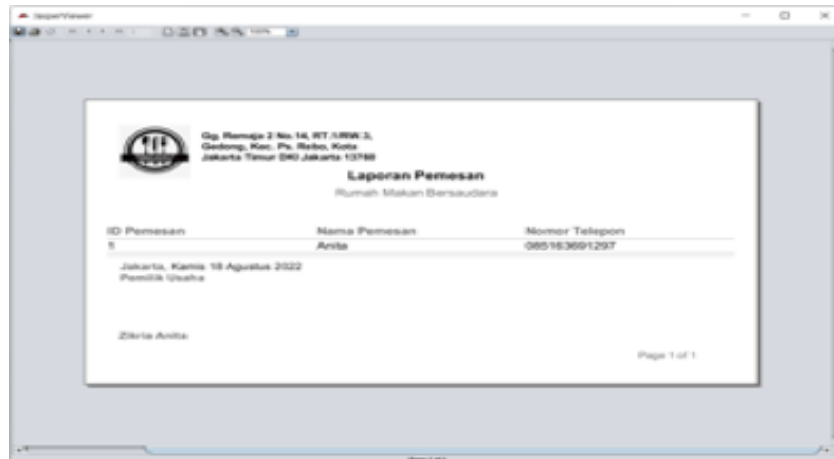 JasperViewer
100%
Gg. Remaja 2 No.14, RT.1/RW.3,
Gedong, Kec. Ps. Rebo, Kota
Jakarta Timur DKI Jakarta 13760
Laporan Pemesan
Rumah Makan Bersaudara
ID Pemesan Nama Pemesan Nomor Telepon
1 Anita 085163691297
Jakarta, Kamis 18 Agustus 2022
Pemilik Usaha
Zikria Anita
Page 1 of 1